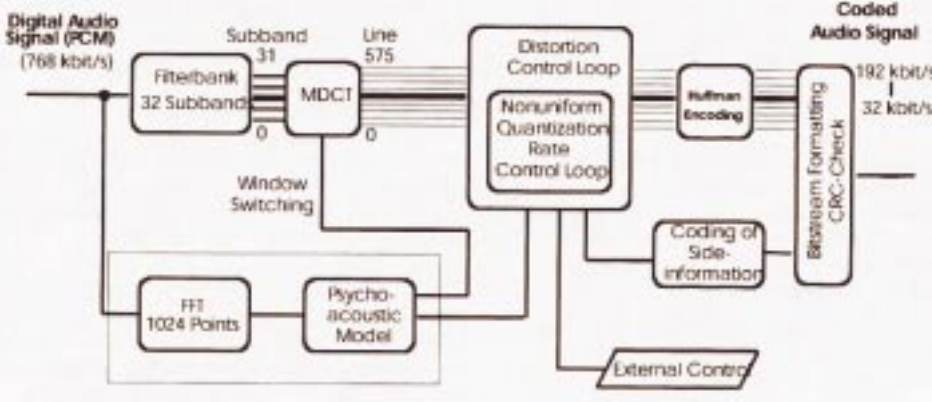 Digital Audio
Signal (PCM)
(768 kbit/s)
Filterbank
32 Subbands
Subband
31
0
MDCT
Line
575
0
Window
Switching
FFT
1024 Points
Psycho-
acoustic
Model
Distortion
Control Loop
Nonuniform
Quantization
Rate
Control Loop
Huffman
Encoding
Coding of
Side-
information
External Control
Bitstream Formatting
CRC-Check
Coded
Audio Signal
192 kbit/s
32 kbit/s